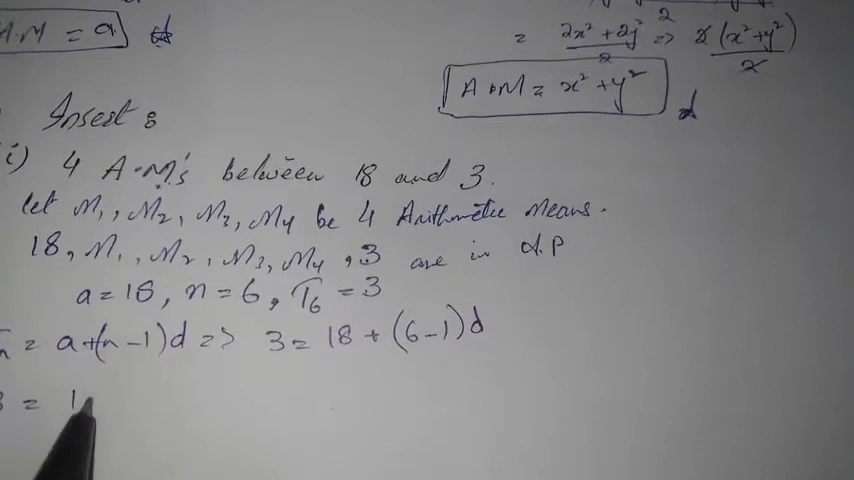 A.M = a
= 2x² + 2y² / 2 => 2 (x² + y²) / 2
A.M = x² + y²
Insert :
i) 4 A.M's between 18 and 3.
let M₁, M₂, M₃, M₄ be 4 Arithmetic Means.
18, M₁, M₂, M₃, M₄, 3 are in A.P
a = 18, n = 6, T₆ = 3
= a + (n - 1)d => 3 = 18 + (6 - 1)d
3 = 1